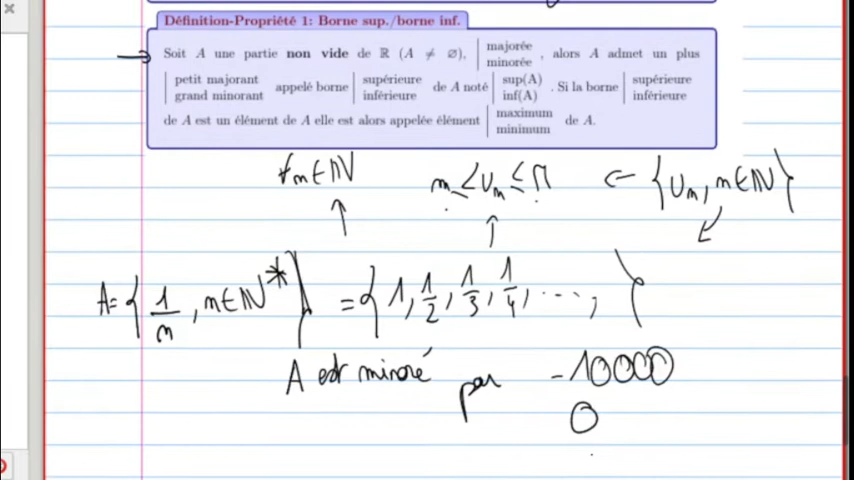 Définition-Propriété 1: Borne sup./borne inf.
Soit A une partie non vide de ℝ (A ≠ ∅), | majorée
minorée , alors A admet un plus
| petit majorant
grand minorant appelé borne | supérieure
inférieure de A noté | sup(A)
inf(A) . Si la borne | supérieure
inférieure
de A est un élément de A elle est alors appelée élément | maximum
minimum de A.
∀n∈ℕ m ≤ Un ≤ M ← {Un, n∈ℕ}
A = {1/n, n∈ℕ*} = {1, 1/2, 1/3, 1/4, ..., }
A est minoré par -10000
0